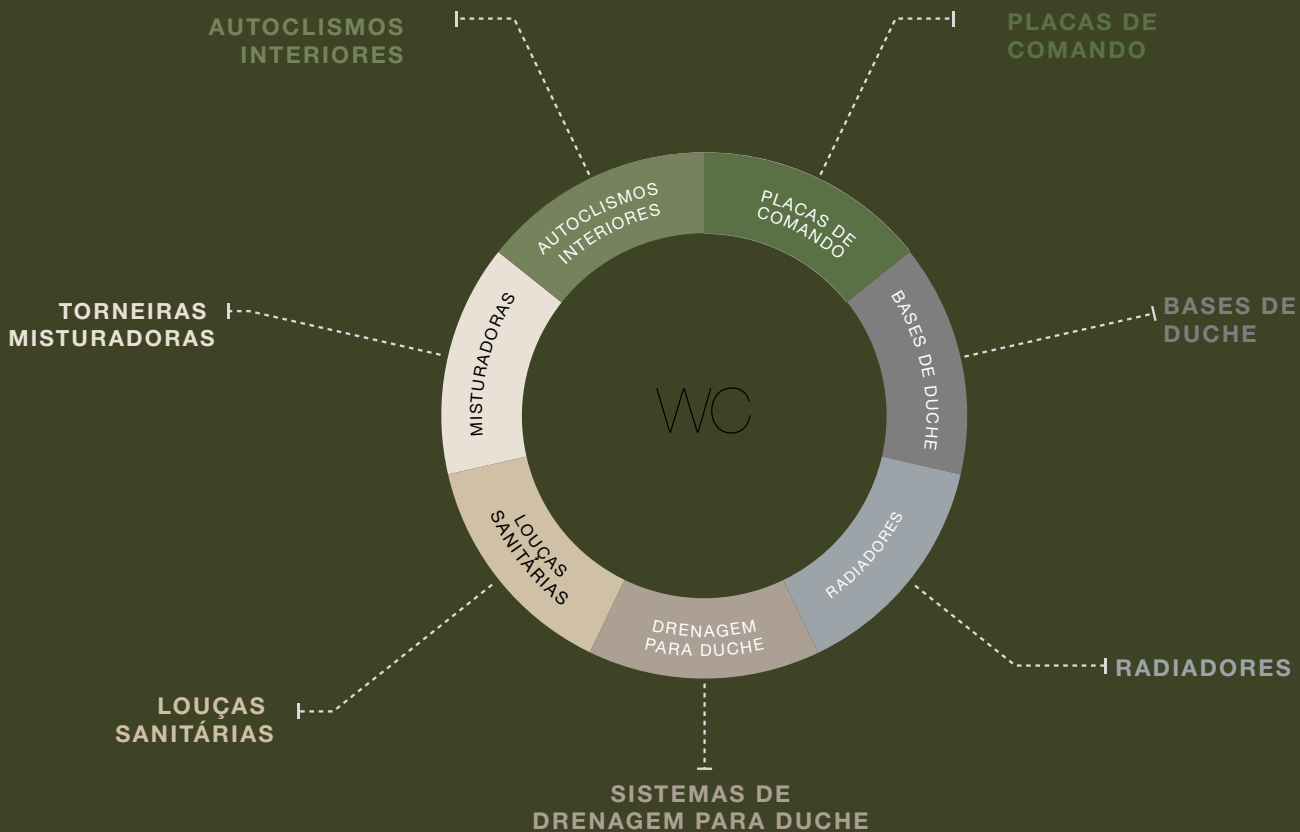 AUTOCLISMOS
INTERIORES
PLACAS DE
COMANDO
AUTOCLISMOS
INTERIORES
PLACAS DE
COMANDO
TORNEIRAS
MISTURADORAS
MISTURADORAS
BASES DE DUCHE
BASES DE
DUCHE
WC
LOUÇAS
SANITÁRIAS
RADIADORES
DRENAGEM
PARA DUCHE
RADIADORES
LOUÇAS
SANITÁRIAS
SISTEMAS DE
DRENAGEM PARA DUCHE